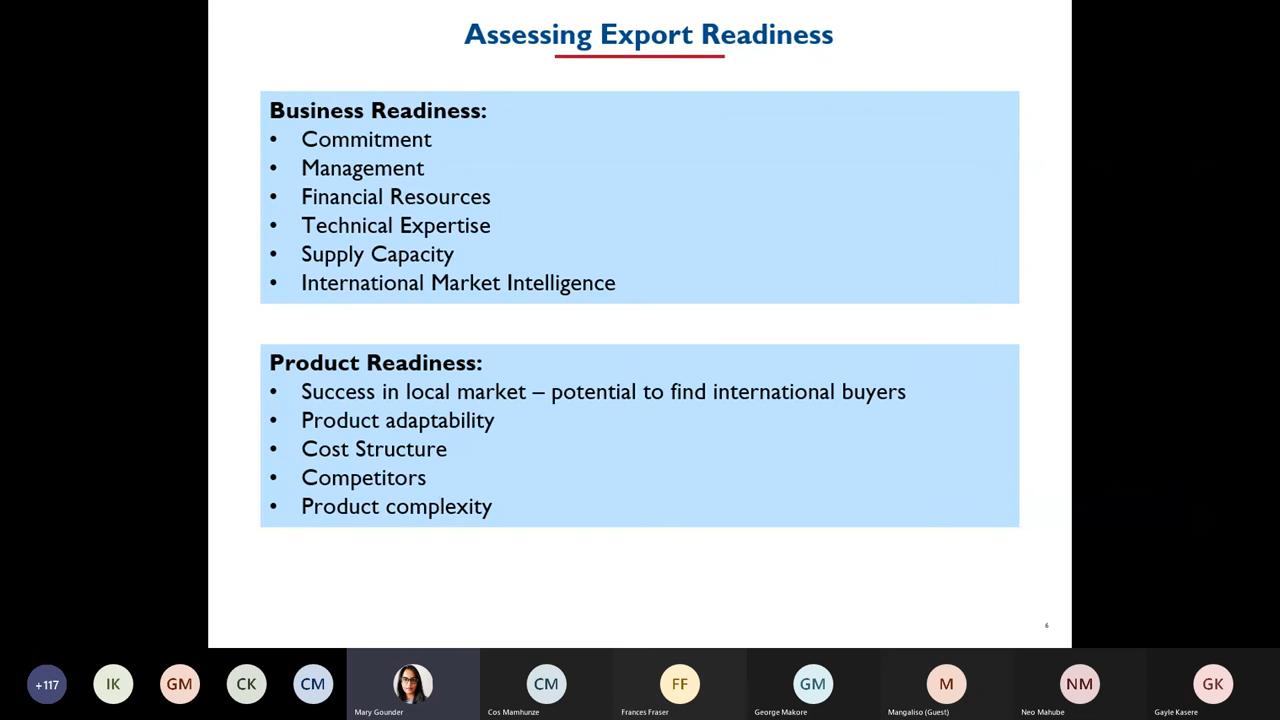 Assessing Export Readiness
Business Readiness:
• Commitment
• Management
• Financial Resources
• Technical Expertise
• Supply Capacity
• International Market Intelligence
Product Readiness:
• Success in local market – potential to find international buyers
• Product adaptability
• Cost Structure
• Competitors
• Product complexity
6
+117 IK GM CK CM CM FF GM M NM GK
Mary Gounder Cos Mamhunze Frances Fraser George Makore Mangaliso (Guest) Neo Mahube Gayle Kasere